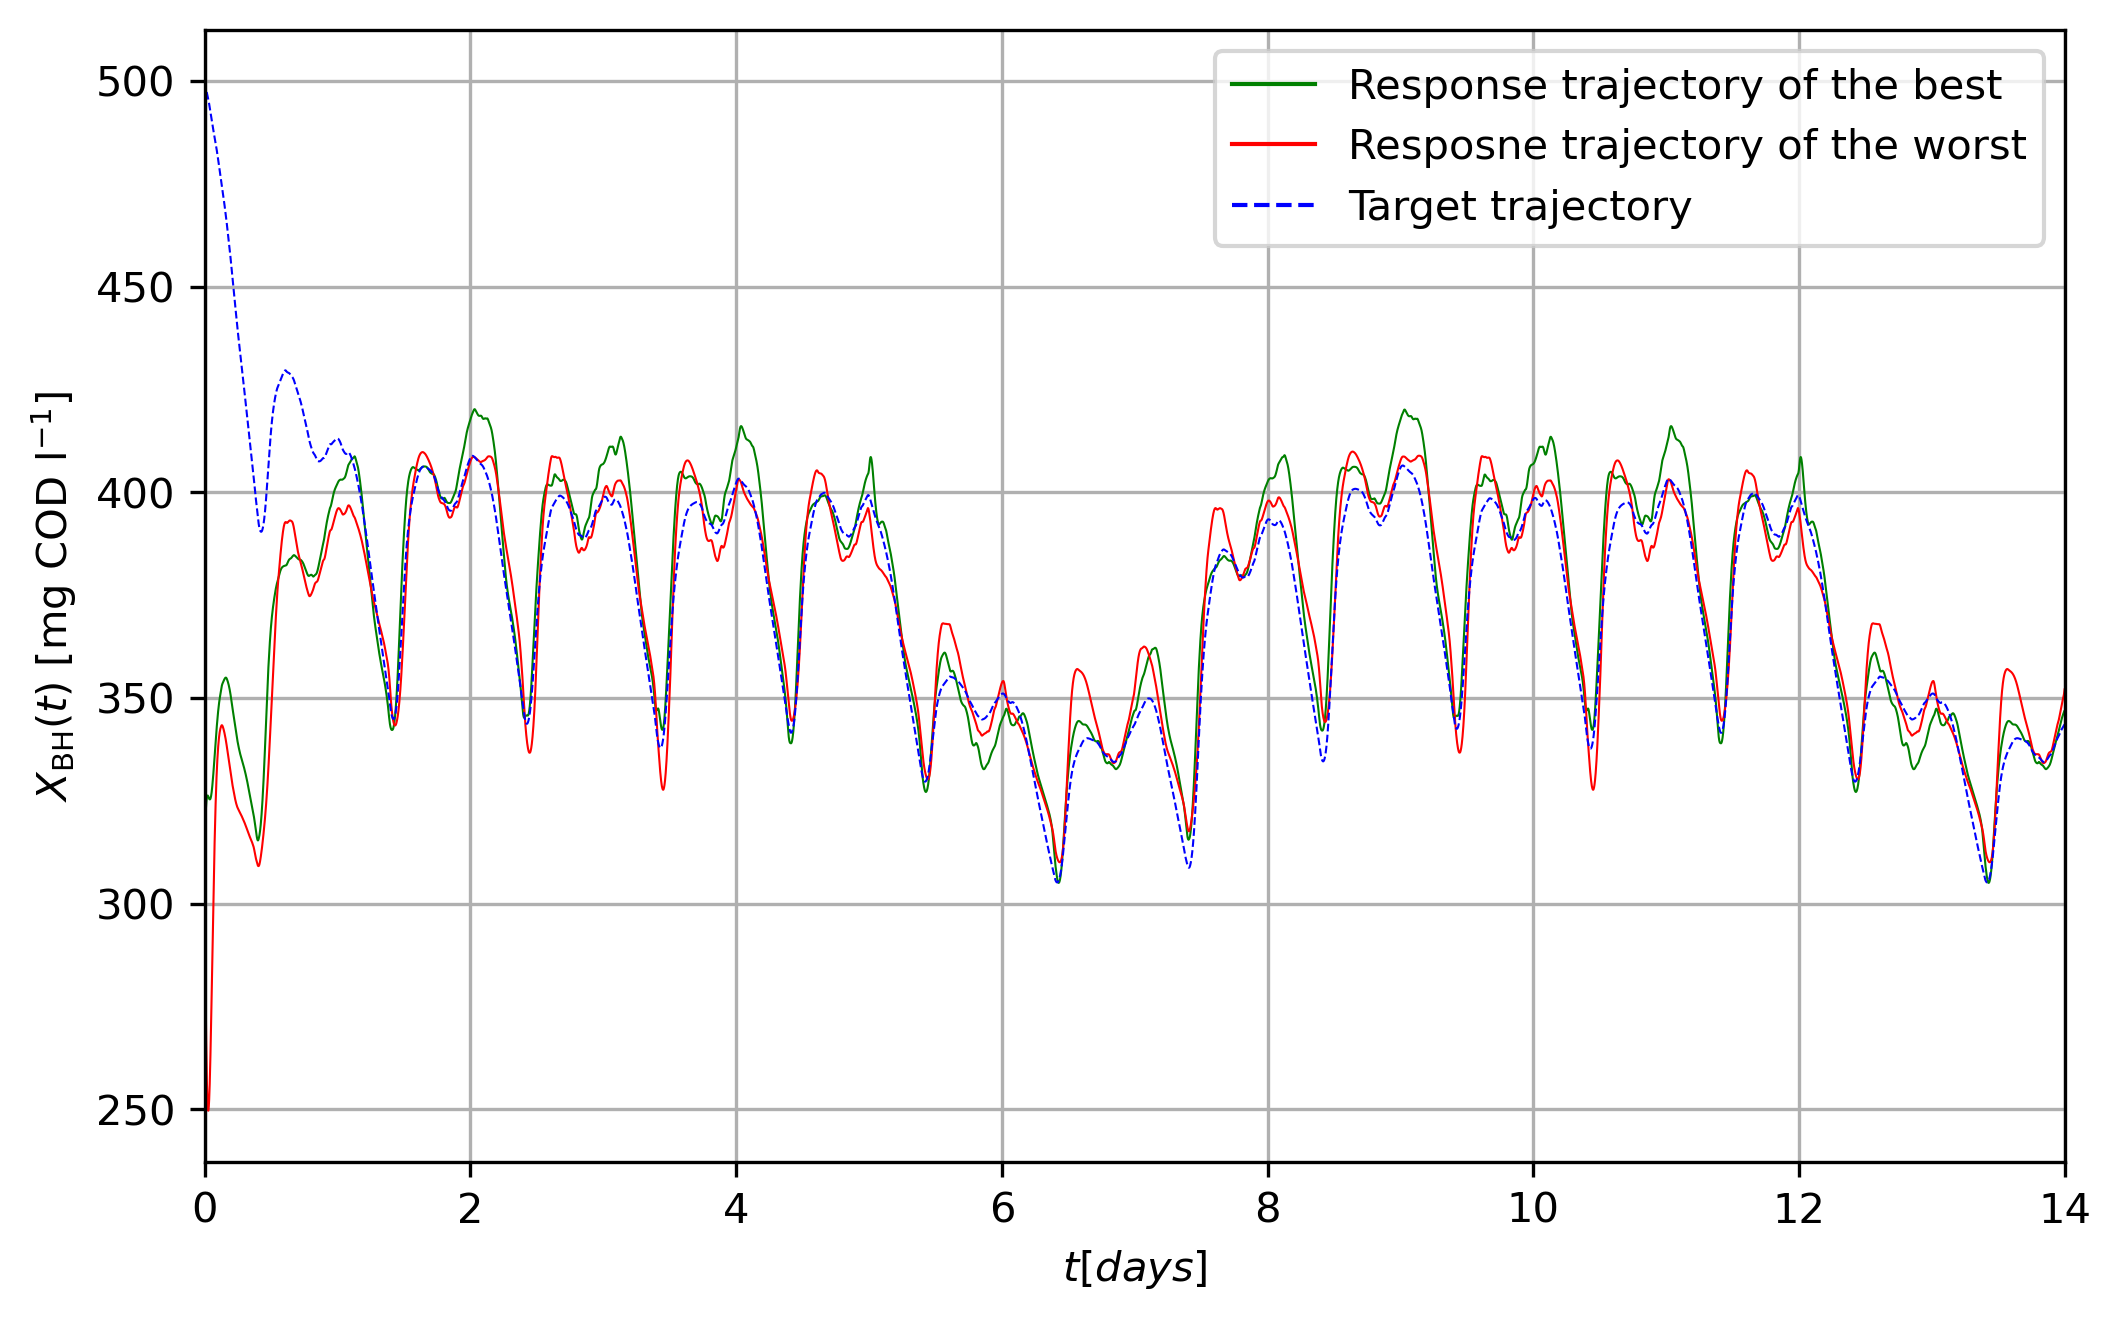 500
450
400
350
300
250
X_BH(t) [mg COD l⁻¹]
Response trajectory of the best
Resposne trajectory of the worst
Target trajectory
0 2 4 6 8 10 12 14
t[days]